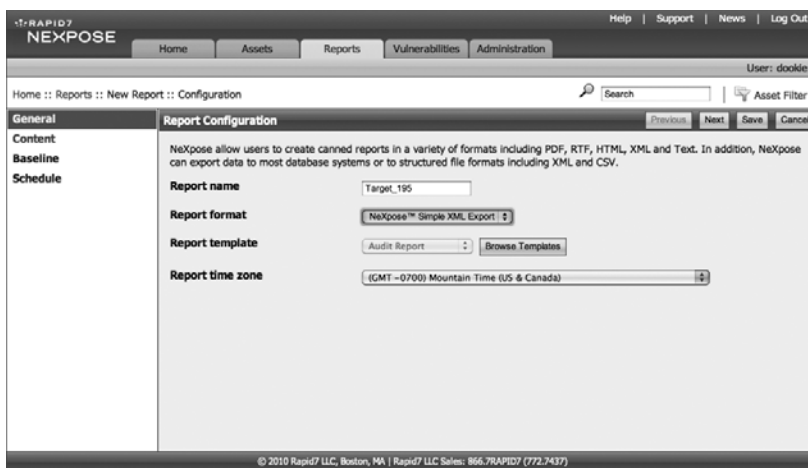 RAPID7
NEXPOSE
Help | Support | News | Log Out
Home Assets Reports Vulnerabilities Administration
User: dookie
Home :: Reports :: New Report :: Configuration
Search
Asset Filter
General
Content
Baseline
Schedule
Report Configuration
Previous Next Save Cancel
NeXpose allow users to create canned reports in a variety of formats including PDF, RTF, HTML, XML and Text. In addition, NeXpose
can export data to most database systems or to structured file formats including XML and CSV.
Report name Target_195
Report format NeXpose™ Simple XML Export
Report template Audit Report Browse Templates
Report time zone (GMT -0700) Mountain Time (US & Canada)
© 2010 Rapid7 LLC, Boston, MA | Rapid7 LLC Sales: 866.7RAPID7 (772.7437)